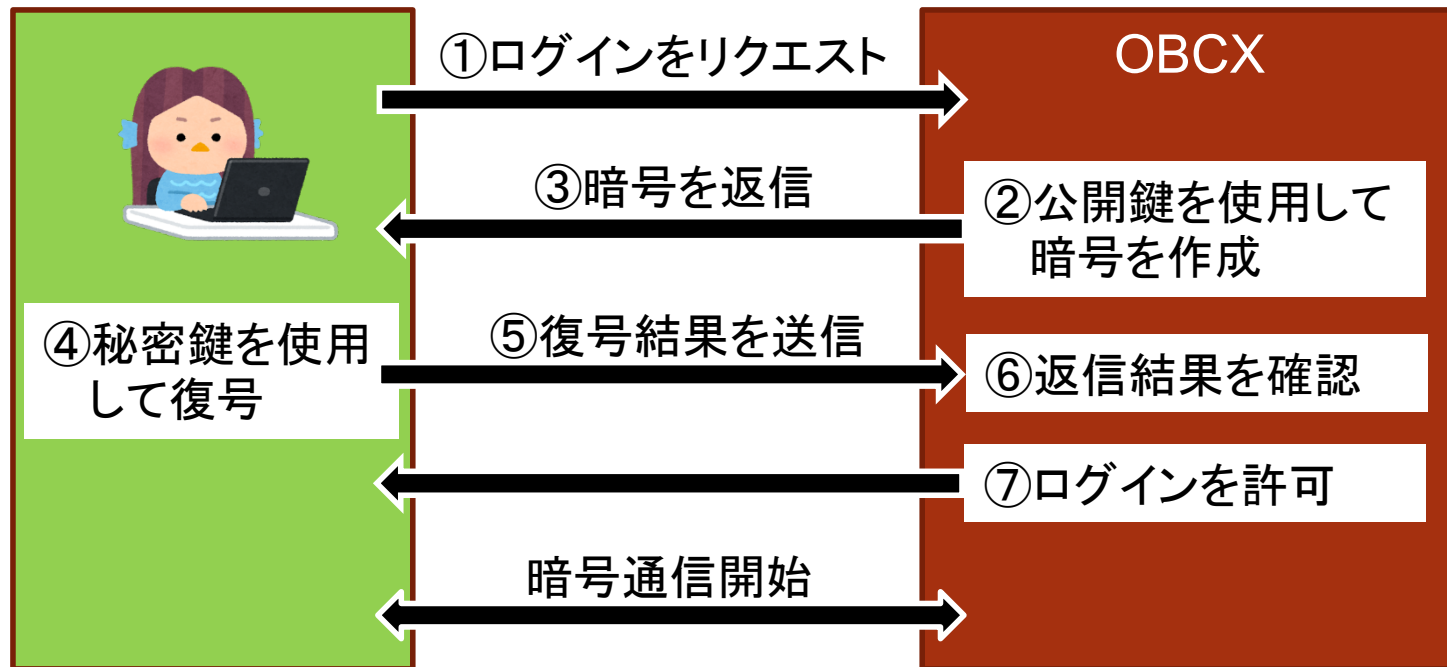 ①ログインをリクエスト
OBCX
③暗号を返信
②公開鍵を使用して
暗号を作成
④秘密鍵を使用
して復号
⑤復号結果を送信
⑥返信結果を確認
⑦ログインを許可
暗号通信開始